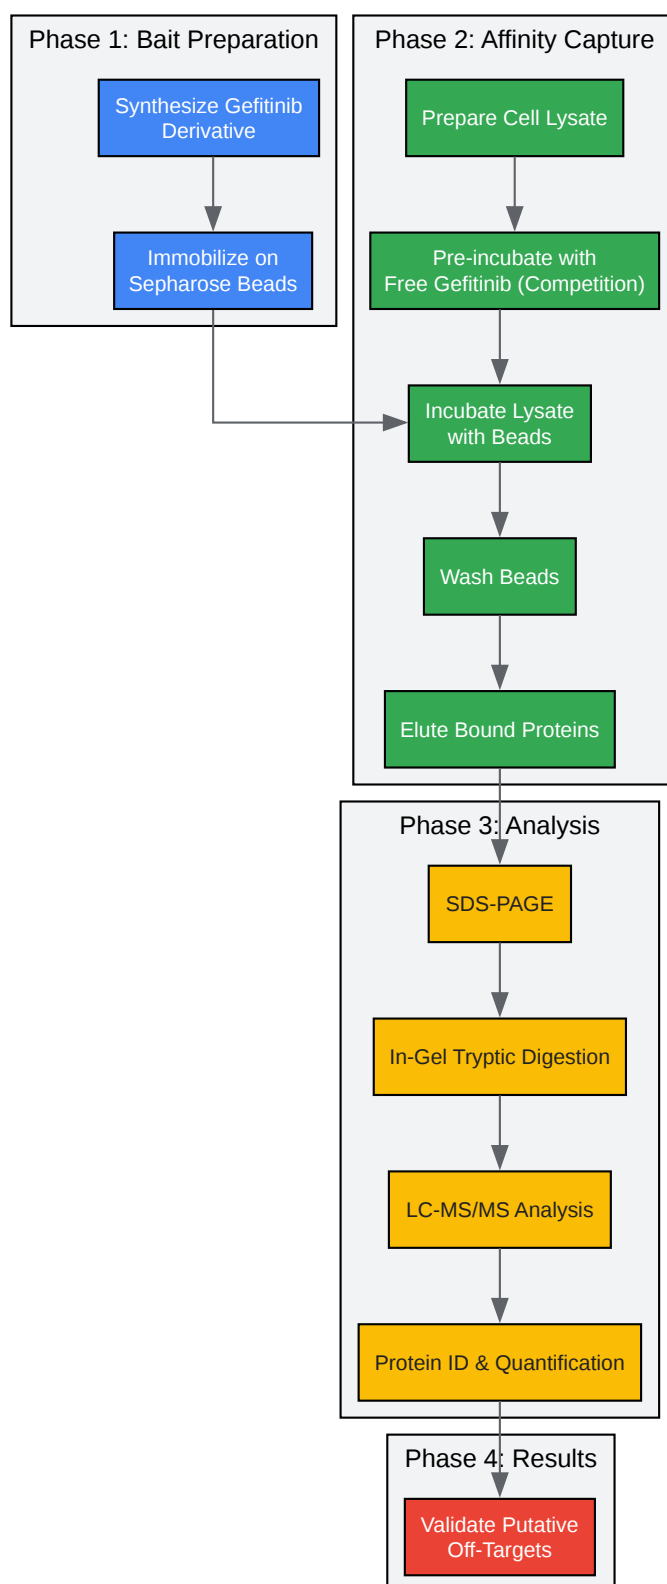 Phase 1: Bait Preparation
Synthesize Gefitinib
Derivative
Immobilize on
Sepharose Beads
Phase 2: Affinity Capture
Prepare Cell Lysate
Pre-incubate with
Free Gefitinib (Competition)
Incubate Lysate
with Beads
Wash Beads
Elute Bound Proteins
Phase 3: Analysis
SDS-PAGE
In-Gel Tryptic Digestion
LC-MS/MS Analysis
Protein ID & Quantification
Phase 4: Results
Validate Putative
Off-Targets